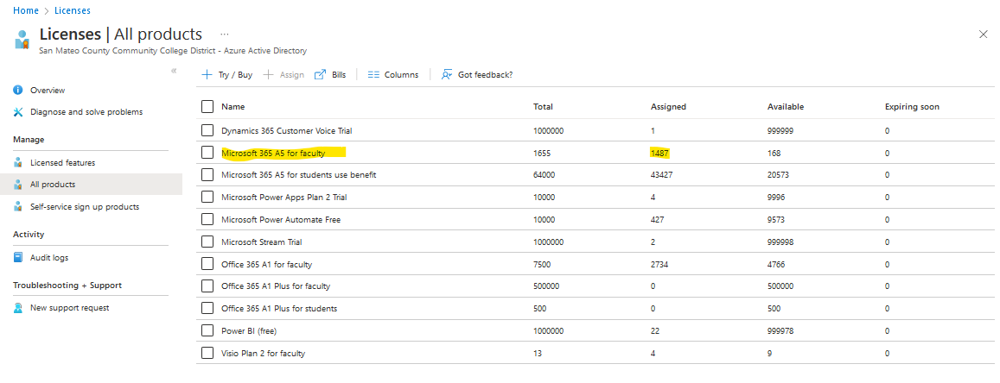 Home > Licenses
Licenses | All products ...
San Mateo County Community College District - Azure Active Directory
«
Overview
Diagnose and solve problems
Manage
Licensed features
All products
Self-service sign up products
Activity
Audit logs
Troubleshooting + Support
New support request
Try / Buy Assign Bills Columns Got feedback?
Name Total Assigned Available Expiring soon
Dynamics 365 Customer Voice Trial 1000000 1 999999 0
Microsoft 365 A5 for faculty 1655 1487 168 0
Microsoft 365 A5 for students use benefit 64000 43427 20573 0
Microsoft Power Apps Plan 2 Trial 10000 4 9996 0
Microsoft Power Automate Free 10000 427 9573 0
Microsoft Stream Trial 1000000 2 999998 0
Office 365 A1 for faculty 7500 2734 4766 0
Office 365 A1 Plus for faculty 500000 0 500000 0
Office 365 A1 Plus for students 500 0 500 0
Power BI (free) 1000000 22 999978 0
Visio Plan 2 for faculty 13 4 9 0